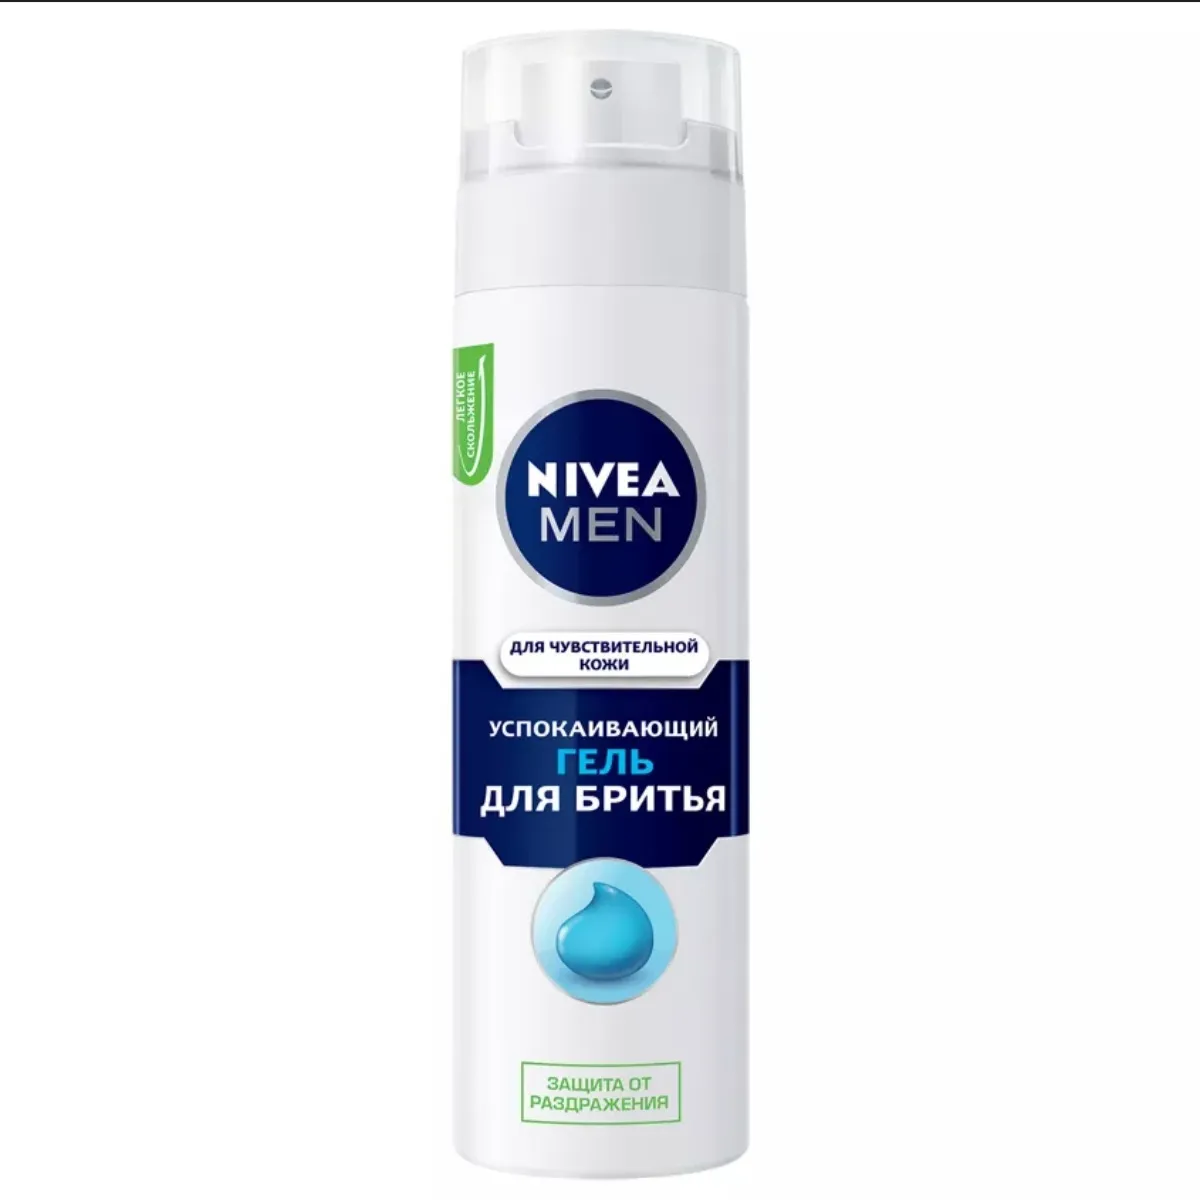 ЛЕГКОЕ
СКОЛЬЖЕНИЕ
NIVEA
MEN
ДЛЯ ЧУВСТВИТЕЛЬНОЙ
КОЖИ
УСПОКАИВАЮЩИЙ
ГЕЛЬ
ДЛЯ БРИТЬЯ
ЗАЩИТА ОТ
РАЗДРАЖЕНИЯ